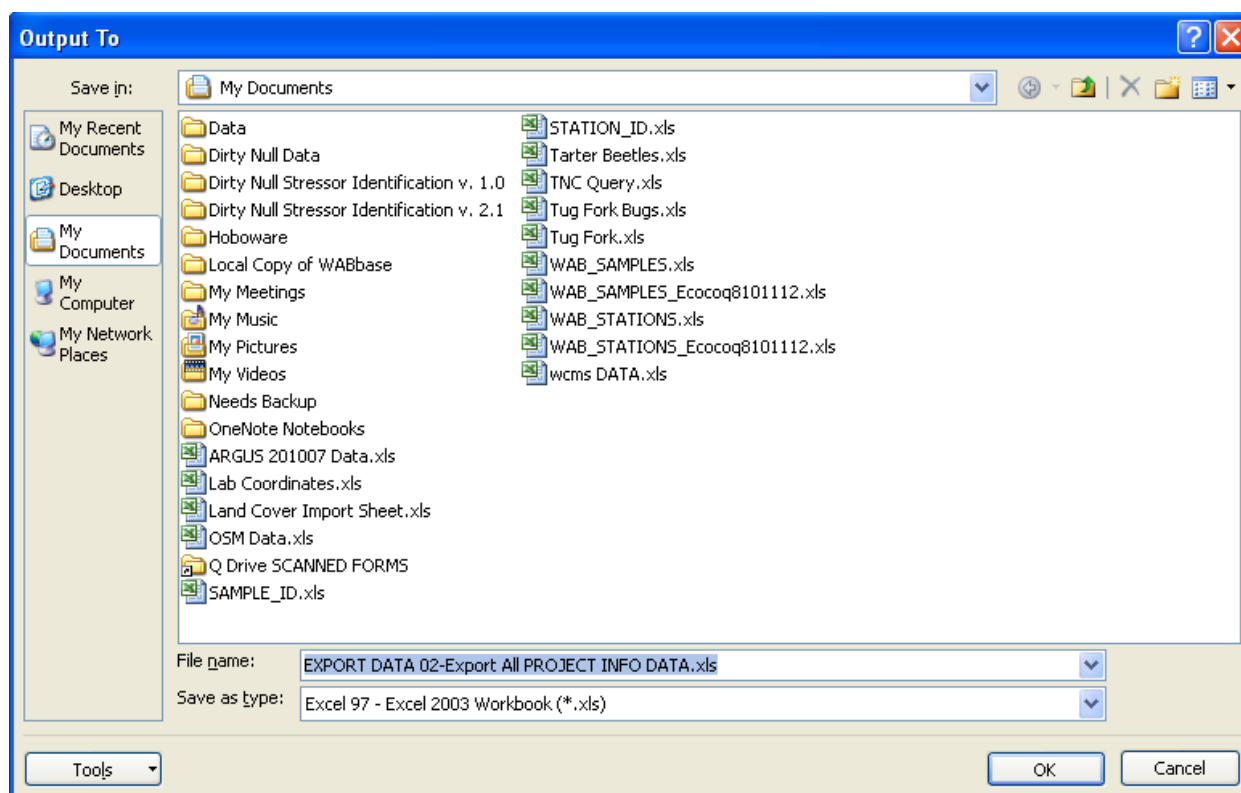 Output To
Save in:
My Documents
My Recent
Documents
Desktop
My
Documents
My
Computer
My Network
Places
Data
Dirty Null Data
Dirty Null Stressor Identification v. 1.0
Dirty Null Stressor Identification v. 2.1
Hoboware
Local Copy of WABbase
My Meetings
My Music
My Pictures
My Videos
Needs Backup
OneNote Notebooks
ARGUS 201007 Data.xls
Lab Coordinates.xls
Land Cover Import Sheet.xls
OSM Data.xls
Q Drive SCANNED FORMS
SAMPLE_ID.xls
STATION_ID.xls
Tarter Beetles.xls
TNC Query.xls
Tug Fork Bugs.xls
Tug Fork.xls
WAB_SAMPLES.xls
WAB_SAMPLES_Ecocoq8101112.xls
WAB_STATIONS.xls
WAB_STATIONS_Ecocoq8101112.xls
wcms DATA.xls
File name:
EXPORT DATA 02-Export All PROJECT INFO DATA.xls
Save as type:
Excel 97 - Excel 2003 Workbook (*.xls)
Tools
OK
Cancel